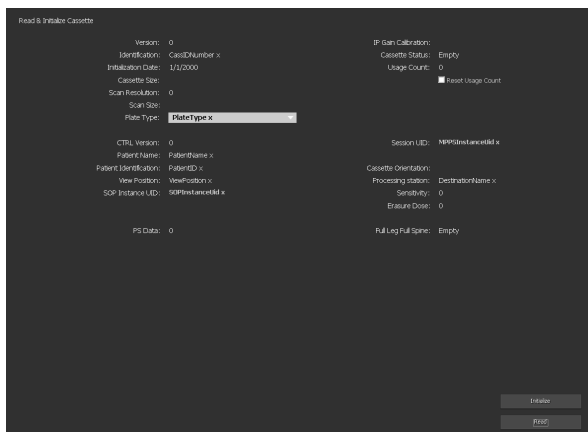 Read & Initialize Cassette
Version: 0 IP Gain Calibration:
Identification: CassIDNumber x Cassette Status: Empty
Initialization Date: 1/1/2000 Usage Count: 0
Cassette Size: Reset Usage Count
Scan Resolution: 0
Scan Size:
Plate Type: PlateType x
CTRL Version: 0 Session UID: MPPSInstanceUid x
Patient Name: PatientName x
Patient Identification: PatientID x Cassette Orientation:
View Position: ViewPosition x Processing station: DestinationName x
SOP Instance UID: SOPInstanceUid x Sensitivity: 0
Erasure Dose: 0
PS Data: 0 Full Leg Full Spine: Empty
Initialize
Read